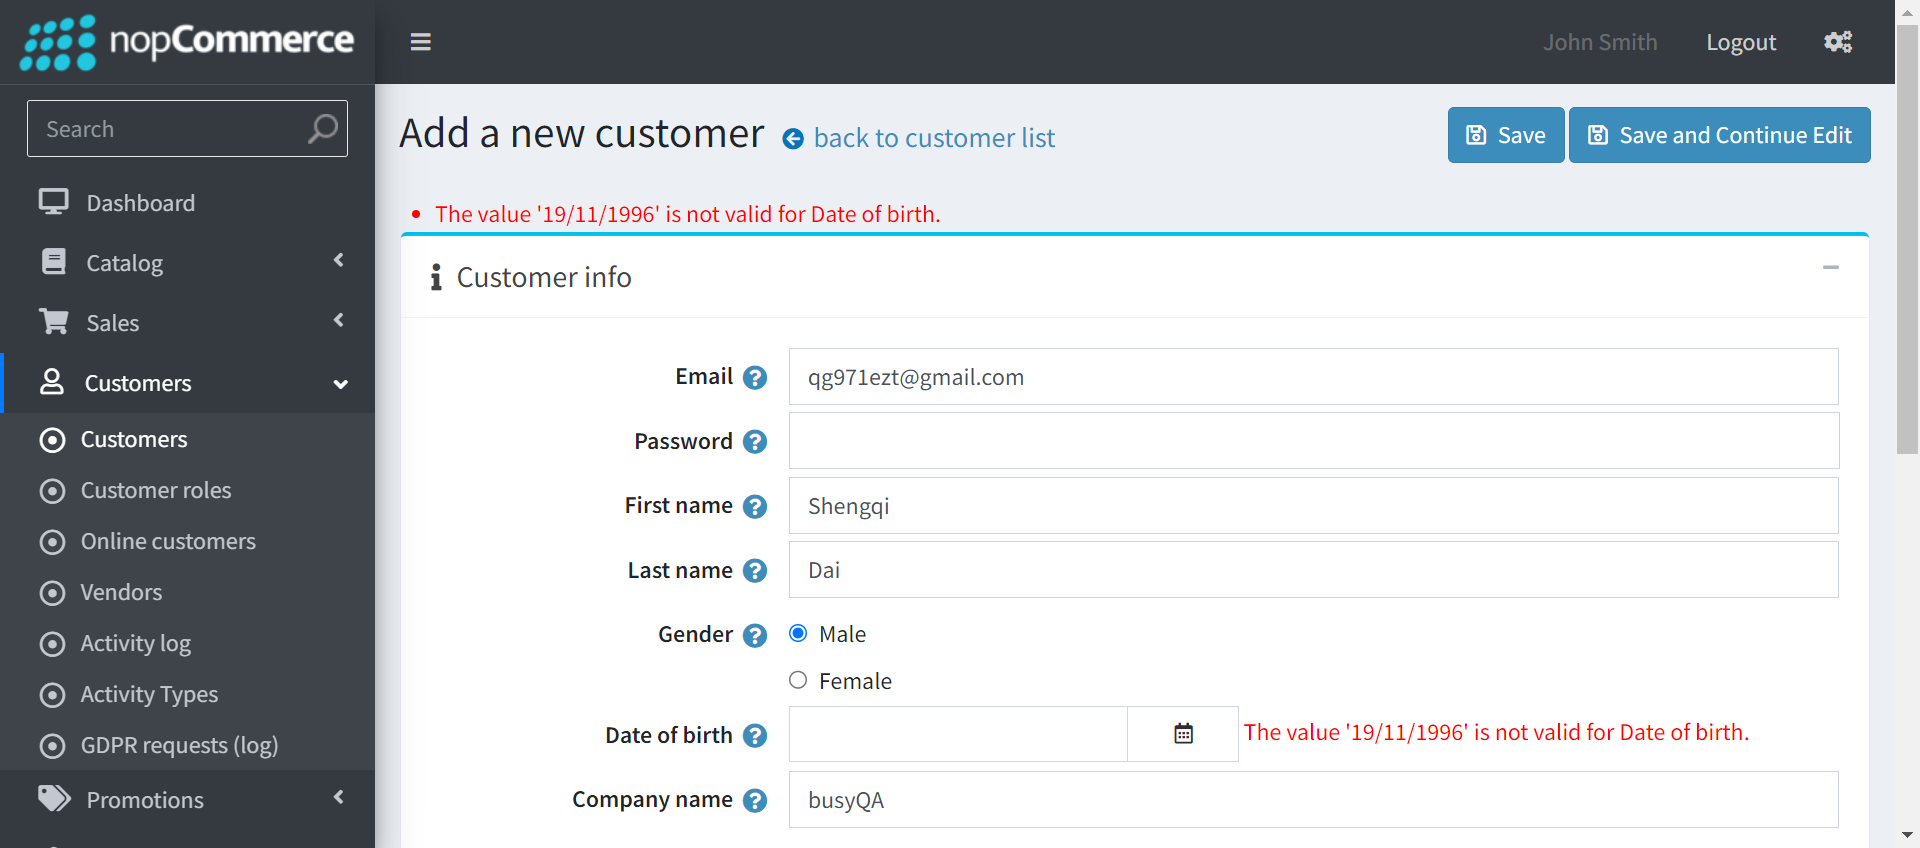 nopCommerce
John Smith
Logout
Search
Dashboard
Catalog
Sales
Customers
Customers
Customer roles
Online customers
Vendors
Activity log
Activity Types
GDPR requests (log)
Promotions
Add a new customer
back to customer list
Save
Save and Continue Edit
The value '19/11/1996' is not valid for Date of birth.
Customer info
Email
qg971ezt@gmail.com
Password
First name
Shengqi
Last name
Dai
Gender
Male
Female
Date of birth
The value '19/11/1996' is not valid for Date of birth.
Company name
busyQA